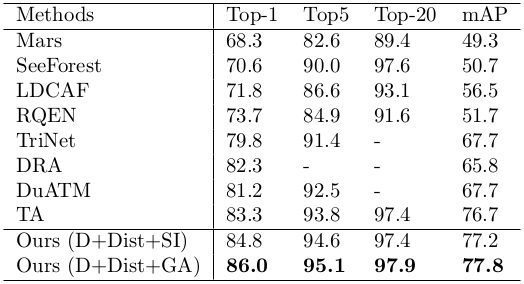 Methods Top-1 Top5 Top-20 mAP
Mars 68.3 82.6 89.4 49.3
SeeForest 70.6 90.0 97.6 50.7
LDCAF 71.8 86.6 93.1 56.5
RQEN 73.7 84.9 91.6 51.7
TriNet 79.8 91.4 - 67.7
DRA 82.3 - - 65.8
DuATM 81.2 92.5 - 67.7
TA 83.3 93.8 97.4 76.7
Ours (D+Dist+SI) 84.8 94.6 97.4 77.2
Ours (D+Dist+GA) 86.0 95.1 97.9 77.8